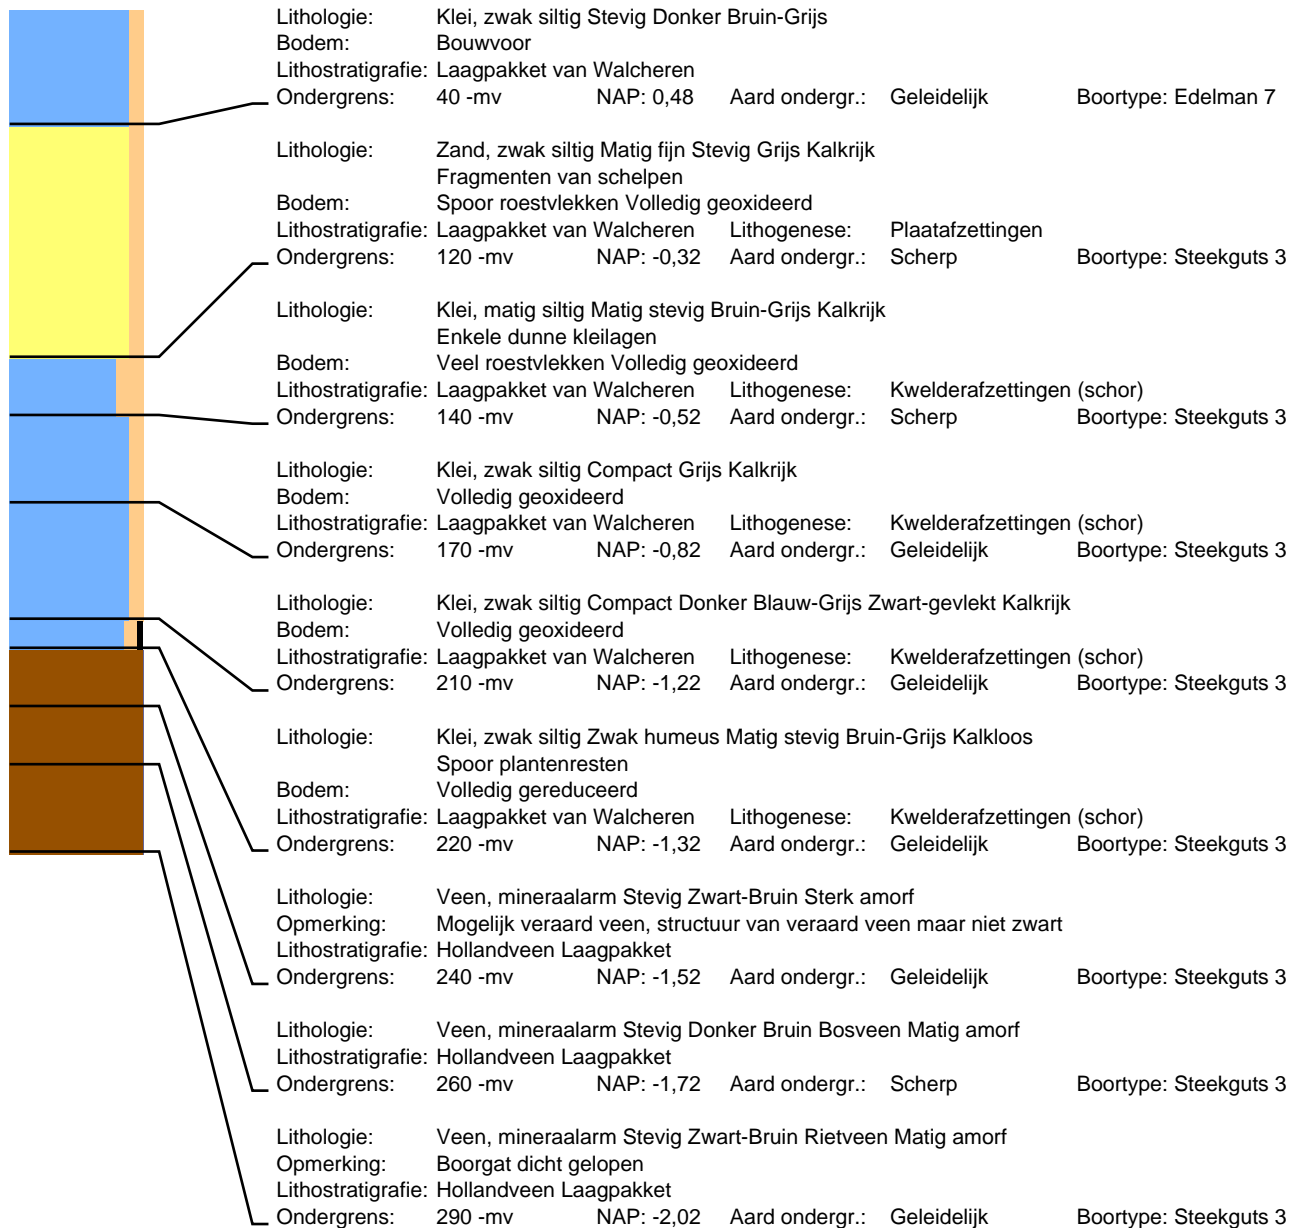 Lithologie: Klei, zwak siltig Stevig Donker Bruin-Grijs
Bodem: Bouwvoor
Lithostratigrafie: Laagpakket van Walcheren
Ondergrens: 40 -mv NAP: 0,48 Aard ondergr.: Geleidelijk Boortype: Edelman 7
Lithologie: Zand, zwak siltig Matig fijn Stevig Grijs Kalkrijk
Fragmenten van schelpen
Bodem: Spoor roestvlekken Volledig geoxideerd
Lithostratigrafie: Laagpakket van Walcheren Lithogenese: Plaatafzettingen
Ondergrens: 120 -mv NAP: -0,32 Aard ondergr.: Scherp Boortype: Steekguts 3
Lithologie: Klei, matig siltig Matig stevig Bruin-Grijs Kalkrijk
Enkele dunne kleilagen
Bodem: Veel roestvlekken Volledig geoxideerd
Lithostratigrafie: Laagpakket van Walcheren Lithogenese: Kwelderafzettingen (schor)
Ondergrens: 140 -mv NAP: -0,52 Aard ondergr.: Scherp Boortype: Steekguts 3
Lithologie: Klei, zwak siltig Compact Grijs Kalkrijk
Bodem: Volledig geoxideerd
Lithostratigrafie: Laagpakket van Walcheren Lithogenese: Kwelderafzettingen (schor)
Ondergrens: 170 -mv NAP: -0,82 Aard ondergr.: Geleidelijk Boortype: Steekguts 3
Lithologie: Klei, zwak siltig Compact Donker Blauw-Grijs Zwart-gevlekt Kalkrijk
Bodem: Volledig geoxideerd
Lithostratigrafie: Laagpakket van Walcheren Lithogenese: Kwelderafzettingen (schor)
Ondergrens: 210 -mv NAP: -1,22 Aard ondergr.: Geleidelijk Boortype: Steekguts 3
Lithologie: Klei, zwak siltig Zwak humeus Matig stevig Bruin-Grijs Kalkloos
Spoor plantenresten
Bodem: Volledig gereduceerd
Lithostratigrafie: Laagpakket van Walcheren Lithogenese: Kwelderafzettingen (schor)
Ondergrens: 220 -mv NAP: -1,32 Aard ondergr.: Geleidelijk Boortype: Steekguts 3
Lithologie: Veen, mineraalarm Stevig Zwart-Bruin Sterk amorf
Opmerking: Mogelijk veraard veen, structuur van veraard veen maar niet zwart
Lithostratigrafie: Hollandveen Laagpakket
Ondergrens: 240 -mv NAP: -1,52 Aard ondergr.: Geleidelijk Boortype: Steekguts 3
Lithologie: Veen, mineraalarm Stevig Donker Bruin Bosveen Matig amorf
Lithostratigrafie: Hollandveen Laagpakket
Ondergrens: 260 -mv NAP: -1,72 Aard ondergr.: Scherp Boortype: Steekguts 3
Lithologie: Veen, mineraalarm Stevig Zwart-Bruin Rietveen Matig amorf
Opmerking: Boorgat dicht gelopen
Lithostratigrafie: Hollandveen Laagpakket
Ondergrens: 290 -mv NAP: -2,02 Aard ondergr.: Geleidelijk Boortype: Steekguts 3